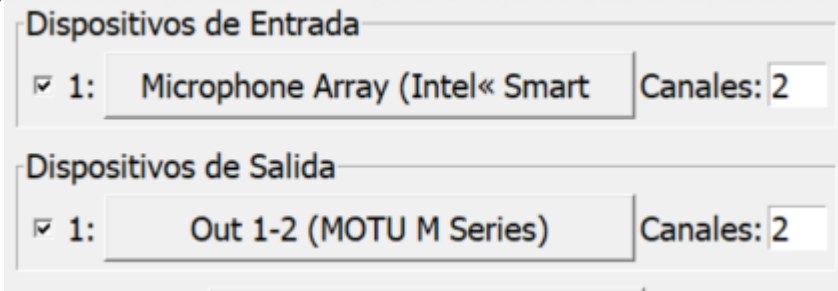 Dispositivos de Entrada
1: Microphone Array (Intel« Smart Canales: 2
Dispositivos de Salida
1: Out 1-2 (MOTU M Series) Canales: 2